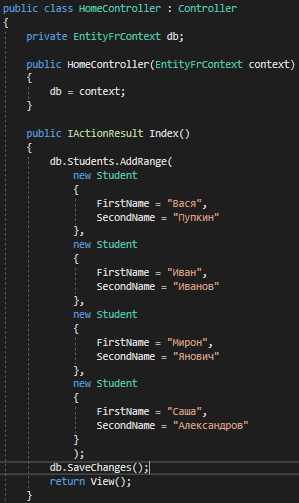 public class HomeController : Controller
{
private EntityFrContext db;
public HomeController(EntityFrContext context)
{
db = context;
}
public IActionResult Index()
{
db.Students.AddRange(
new Student
{
FirstName = "Вася",
SecondName = "Пупкин"
},
new Student
{
FirstName = "Иван",
SecondName = "Иванов"
},
new Student
{
FirstName = "Мирон",
SecondName = "Янович"
},
new Student
{
FirstName = "Саша",
SecondName = "Александров"
}
);
db.SaveChanges();
return View();
}